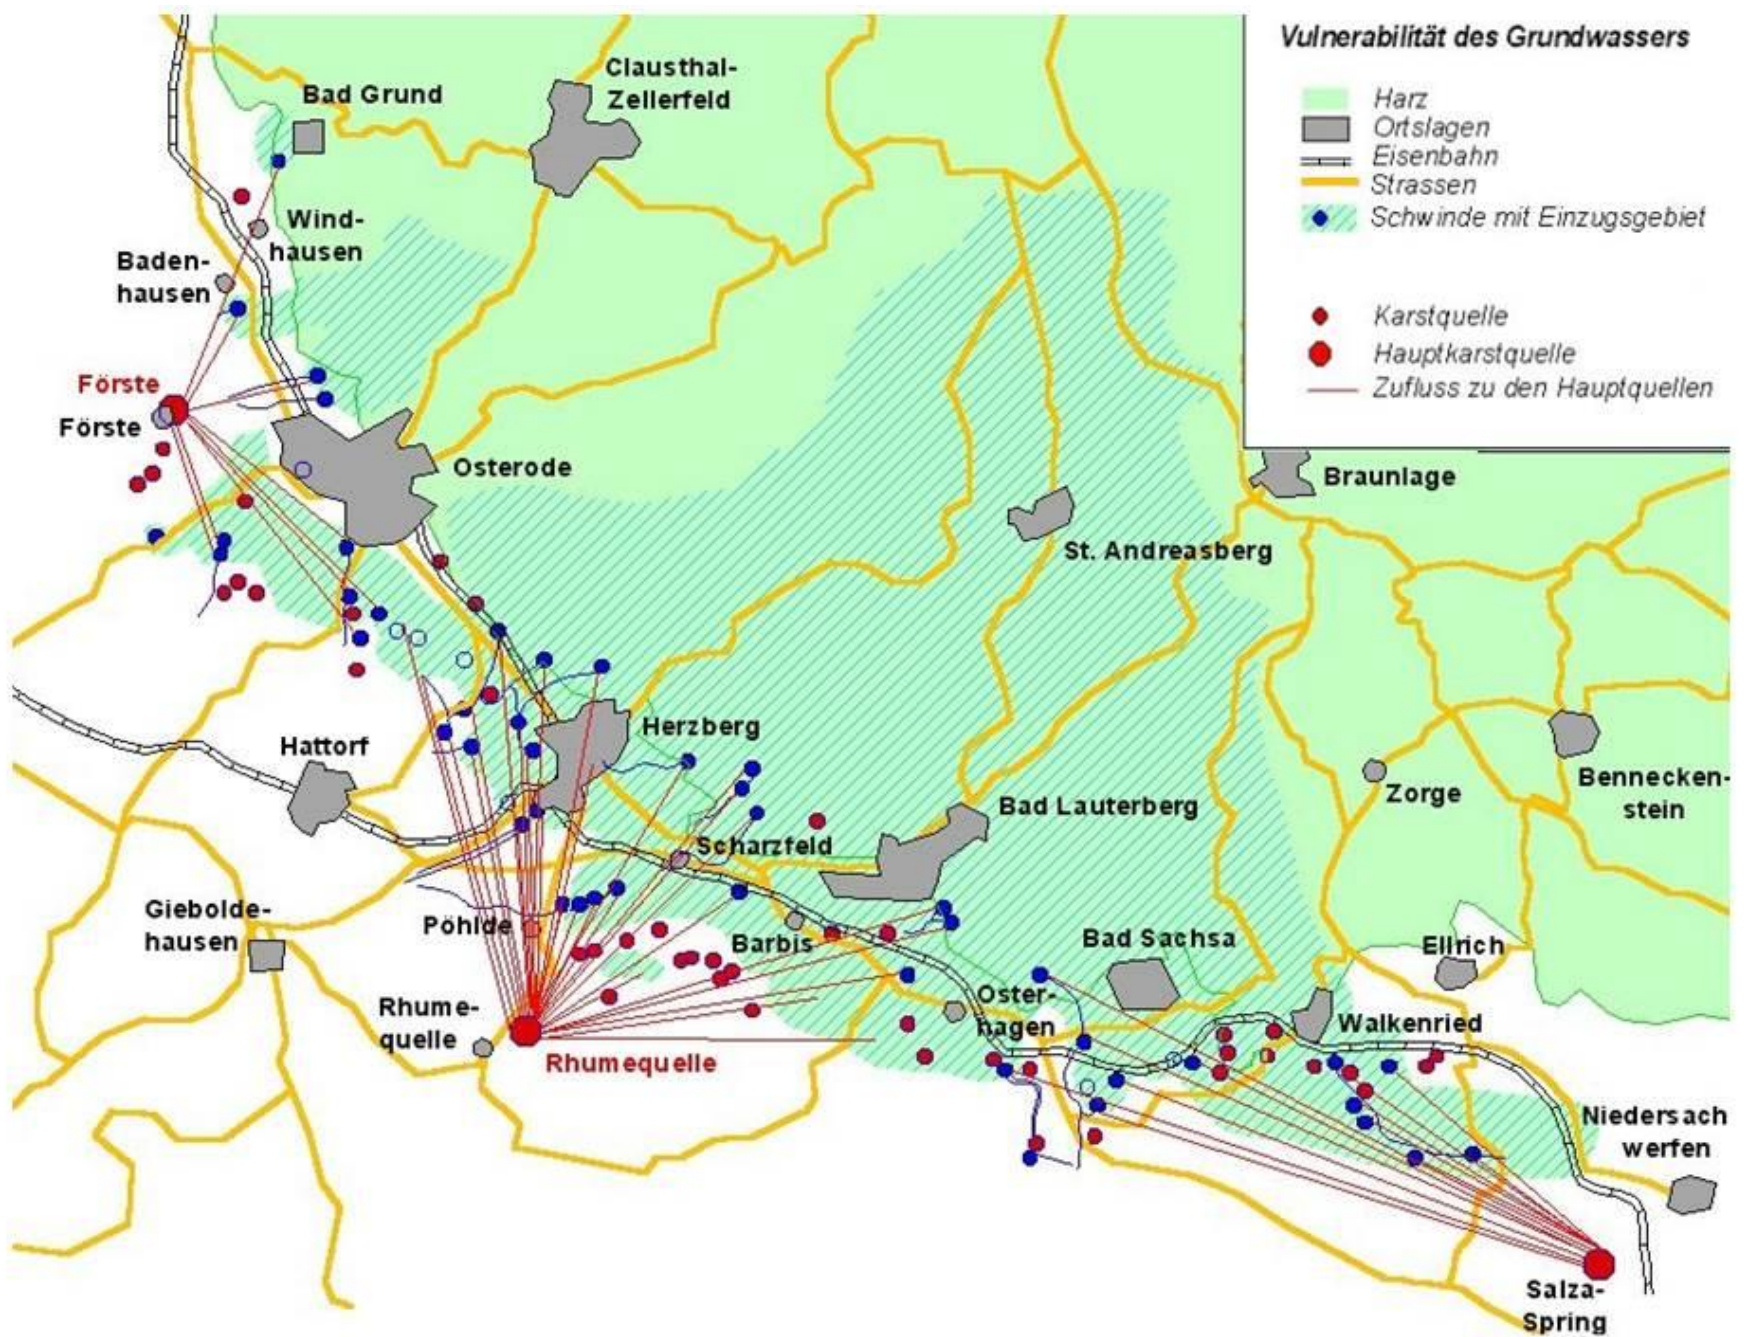 Vulnerabilität des Grundwassers
Harz
Ortslagen
Eisenbahn
Strassen
Schwinde mit Einzugsgebiet
Karstquelle
Hauptkarstquelle
Zufluss zu den Hauptquellen
Clausthal-
Zellerfeld
Bad Grund
Wind-
hausen
Baden-
hausen
Förste
Förste
Osterode
Braunlage
St. Andreasberg
Herzberg
Hattorf
Bad Lauterberg
Zorge
Bennecken-
stein
Scharzfeld
Giebolde-
hausen
Pöhlde
Barbis
Bad Sachsa
Ellrich
Rhume-
quelle
Rhumequelle
Oster-
hagen
Walkenried
Niedersach
werfen
Salza-
Spring